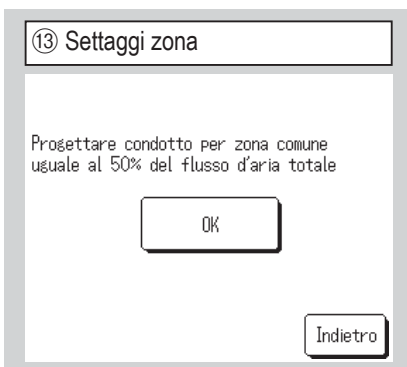 ⑬ Settaggi zona
Progettare condotto per zona comune
uguale al 50% del flusso d'aria totale
OK
Indietro